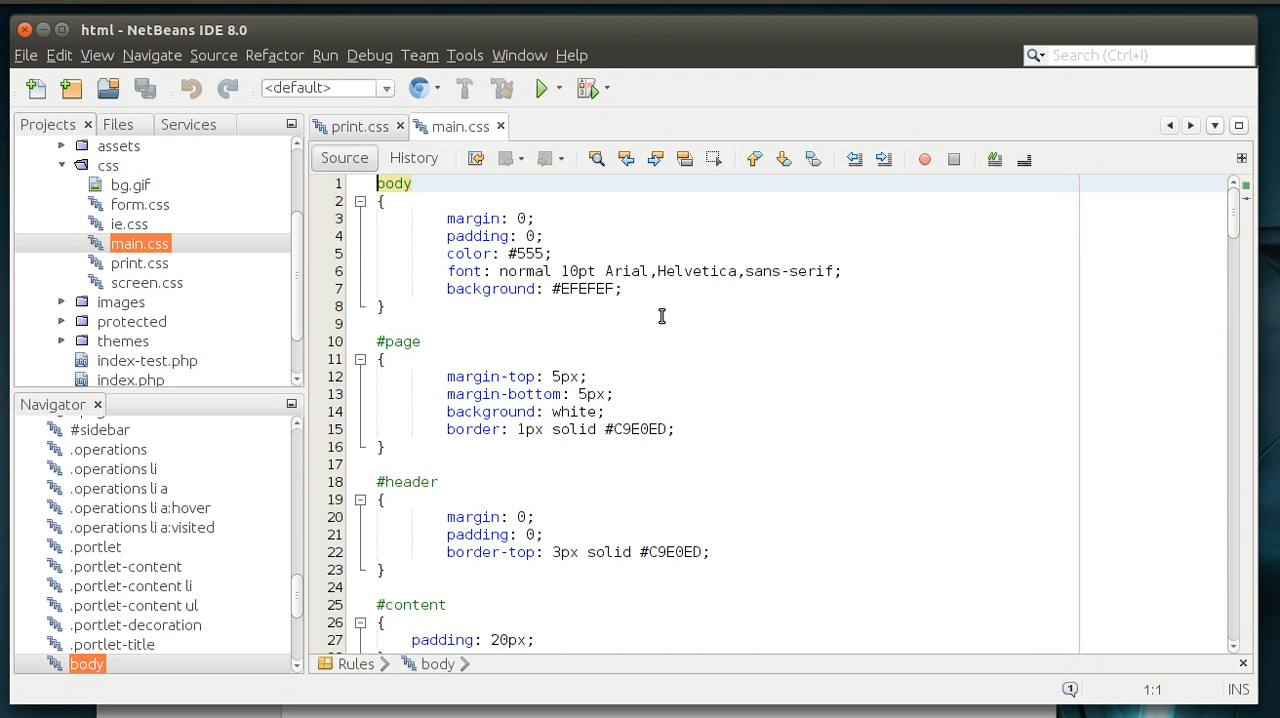 html - NetBeans IDE 8.0
File Edit View Navigate Source Refactor Run Debug Team Tools Window Help
Search (Ctrl+I)
<default>
Projects Files Services
assets
css
bg.gif
form.css
ie.css
main.css
print.css
screen.css
images
protected
themes
index-test.php
index.php
Navigator
#sidebar
.operations
.operations li
.operations li a
.operations li a:hover
.operations li a:visited
.portlet
.portlet-content
.portlet-content li
.portlet-content ul
.portlet-decoration
.portlet-title
body
print.css main.css
Source History
1 body
2 {
3 margin: 0;
4 padding: 0;
5 color: #555;
6 font: normal 10pt Arial,Helvetica,sans-serif;
7 background: #EFEFEF;
8 }
9
10 #page
11 {
12 margin-top: 5px;
13 margin-bottom: 5px;
14 background: white;
15 border: 1px solid #C9E0ED;
16 }
17
18 #header
19 {
20 margin: 0;
21 padding: 0;
22 border-top: 3px solid #C9E0ED;
23 }
24
25 #content
26 {
27 padding: 20px;
Rules body
1 1:1 INS